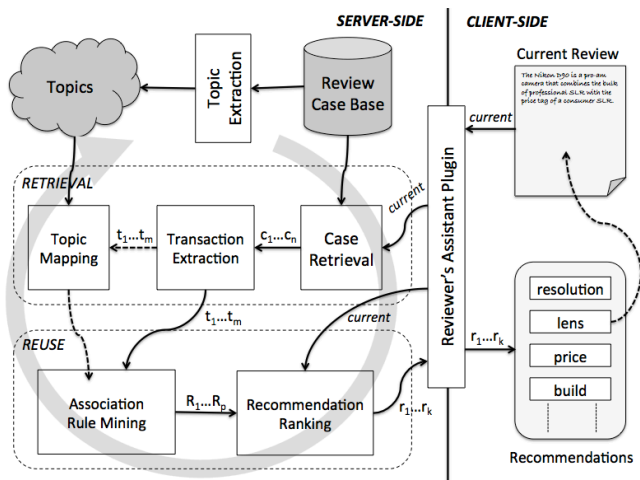 SERVER-SIDE
CLIENT-SIDE
Topics
Topic
Extraction
Review
Case Base
Current Review
The Nikon D90 is a pro-am
camera that combines the bulk
of professional SLR with the
price tag of a consumer SLR.
current
Reviewer's Assistant Plugin
RETRIEVAL
current
Topic
Mapping
t1...tm
Transaction
Extraction
c1...cn
Case
Retrieval
t1...tm
current
REUSE
Association
Rule Mining
R1...Rp
Recommendation
Ranking
r1...rk
r1...rk
resolution
lens
price
build
Recommendations